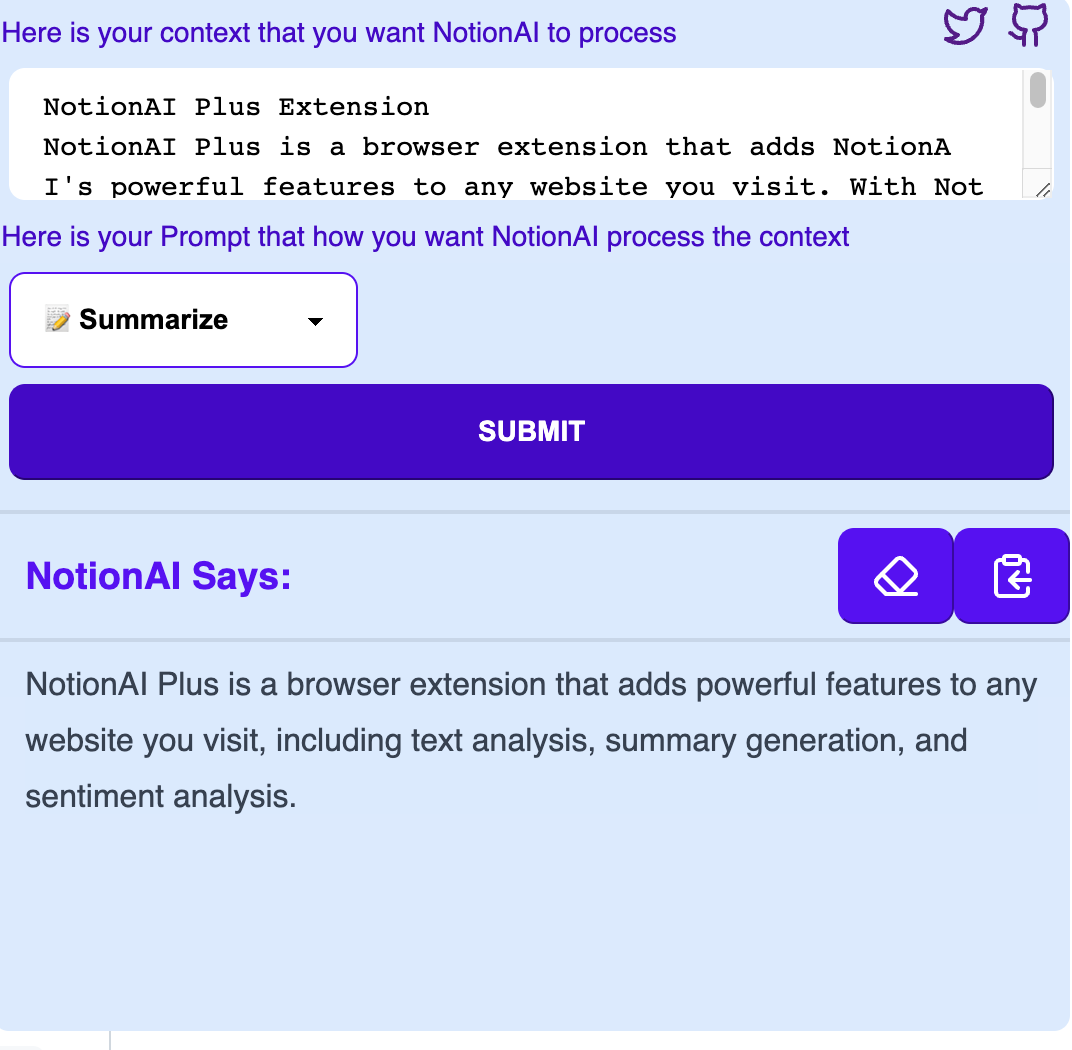 Here is your context that you want NotionAI to process
NotionAI Plus Extension
NotionAI Plus is a browser extension that adds NotionA
I's powerful features to any website you visit. With Not
Here is your Prompt that how you want NotionAI process the context
📝 Summarize
SUBMIT
NotionAI Says:
NotionAI Plus is a browser extension that adds powerful features to any
website you visit, including text analysis, summary generation, and
sentiment analysis.